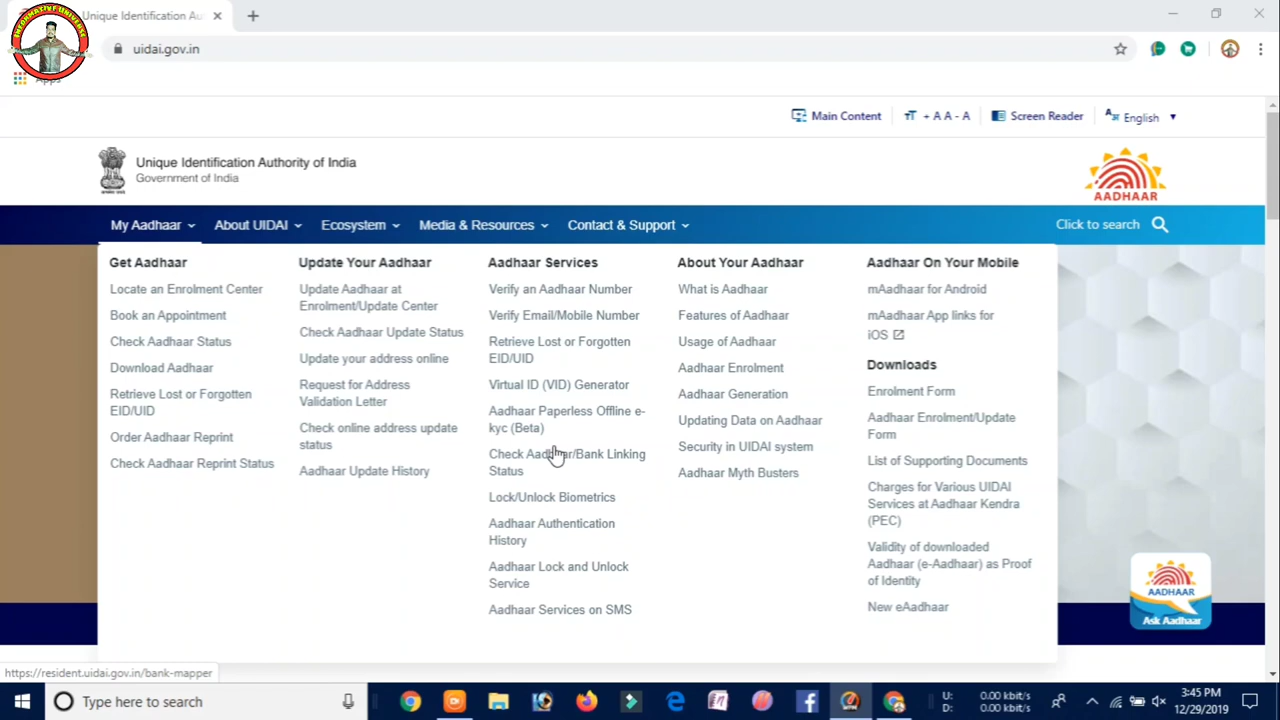 INFORMATIVE UNIVERSE
Unique Identification Au
uidai.gov.in
Apps
Main Content
+ A A - A
Screen Reader
English
Unique Identification Authority of India
Government of India
AADHAAR
My Aadhaar
About UIDAI
Ecosystem
Media & Resources
Contact & Support
Click to search
Get Aadhaar
Locate an Enrolment Center
Book an Appointment
Check Aadhaar Status
Download Aadhaar
Retrieve Lost or Forgotten
EID/UID
Order Aadhaar Reprint
Check Aadhaar Reprint Status
Update Your Aadhaar
Update Aadhaar at
Enrolment/Update Center
Check Aadhaar Update Status
Update your address online
Request for Address
Validation Letter
Check online address update
status
Aadhaar Update History
Aadhaar Services
Verify an Aadhaar Number
Verify Email/Mobile Number
Retrieve Lost or Forgotten
EID/UID
Virtual ID (VID) Generator
Aadhaar Paperless Offline e-
kyc (Beta)
Check Aadhaar/Bank Linking
Status
Lock/Unlock Biometrics
Aadhaar Authentication
History
Aadhaar Lock and Unlock
Service
Aadhaar Services on SMS
About Your Aadhaar
What is Aadhaar
Features of Aadhaar
Usage of Aadhaar
Aadhaar Enrolment
Aadhaar Generation
Updating Data on Aadhaar
Security in UIDAI system
Aadhaar Myth Busters
Aadhaar On Your Mobile
mAadhaar for Android
mAadhaar App links for
iOS
Downloads
Enrolment Form
Aadhaar Enrolment/Update
Form
List of Supporting Documents
Charges for Various UIDAI
Services at Aadhaar Kendra
(PEC)
Validity of downloaded
Aadhaar (e-Aadhaar) as Proof
of Identity
New eAadhaar
AADHAAR
Ask Aadhaar
https://resident.uidai.gov.in/bank-mapper
Type here to search
U: 0.00 kbit/s
D: 0.00 kbit/s
3:45 PM
12/29/2019